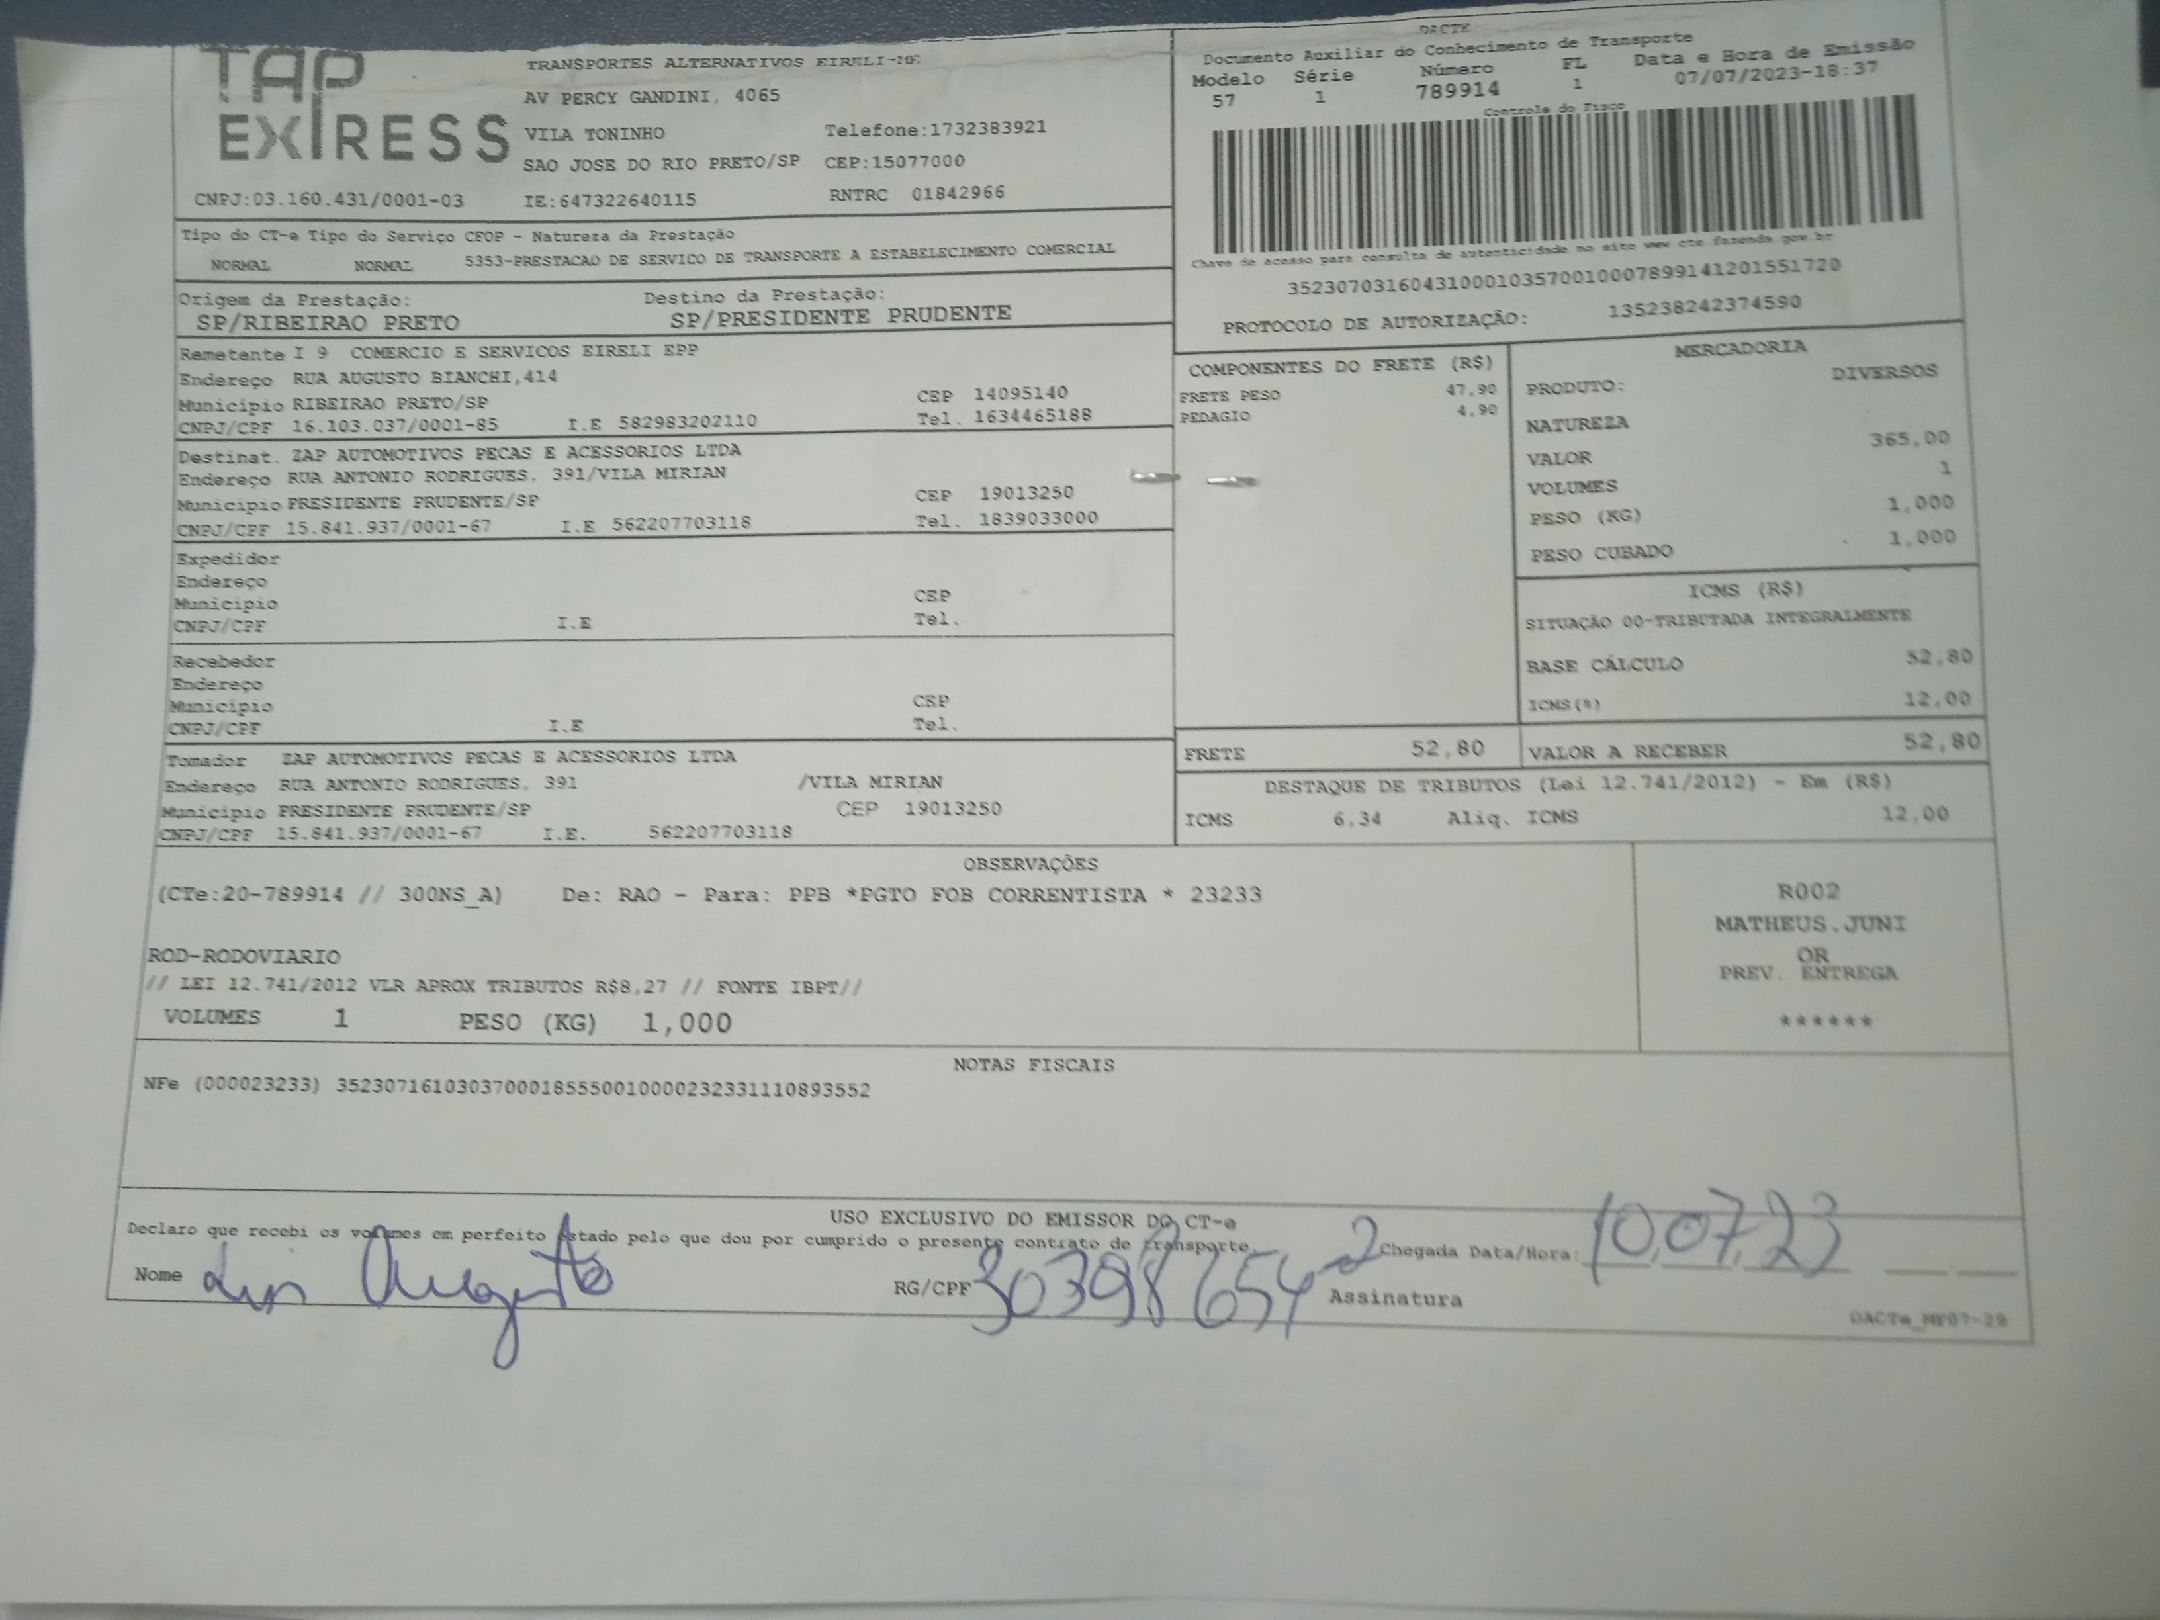 TAP
EXPRESS
TRANSPORTES ALTERNATIVOS EIRELI-ME
AV PERCY GANDINI, 4065
VILA TONINHO Telefone:1732383921
SAO JOSE DO RIO PRETO/SP CEP:15077000
CNPJ:03.160.431/0001-03 IE:647322640115 RNTRC 01842966
DACTE
Documento Auxiliar do Conhecimento de Transporte
Modelo Série Número FL Data e Hora de Emissão
57 1 789914 1 07/07/2023-18:37
Controle do Fisco
Chave de acesso para consulta de autenticidade no site www.cte.fazenda.gov.br
35230703160431000103570010007899141201551720
PROTOCOLO DE AUTORIZAÇÃO: 135238242374590
Tipo do CT-e Tipo do Serviço CFOP - Natureza da Prestação
NORMAL NORMAL 5353-PRESTACAO DE SERVICO DE TRANSPORTE A ESTABELECIMENTO COMERCIAL
Origem da Prestação: Destino da Prestação:
SP/RIBEIRAO PRETO SP/PRESIDENTE PRUDENTE
Remetente I 9 COMERCIO E SERVICOS EIRELI EPP
Endereço RUA AUGUSTO BIANCHI,414
Município RIBEIRAO PRETO/SP CEP 14095140
CNPJ/CPF 16.103.037/0001-85 I.E 582983202110 Tel. 1634465188
Destinat. ZAP AUTOMOTIVOS PECAS E ACESSORIOS LTDA
Endereço RUA ANTONIO RODRIGUES, 391/VILA MIRIAN
Município PRESIDENTE PRUDENTE/SP CEP 19013250
CNPJ/CPF 15.841.937/0001-67 I.E 562207703118 Tel. 1839033000
Expedidor
Endereço
Município CEP
CNPJ/CPF I.E Tel.
Recebedor
Endereço
Município CEP
CNPJ/CPF I.E Tel.
Tomador ZAP AUTOMOTIVOS PECAS E ACESSORIOS LTDA
Endereço RUA ANTONIO RODRIGUES, 391 /VILA MIRIAN
Município PRESIDENTE PRUDENTE/SP CEP 19013250
CNPJ/CPF 15.841.937/0001-67 I.E. 562207703118
COMPONENTES DO FRETE (R$)
FRETE PESO 47,90
PEDAGIO 4,90
MERCADORIA
PRODUTO: DIVERSOS
NATUREZA
VALOR 365,00
VOLUMES 1
PESO (KG) 1,000
PESO CUBADO 1,000
ICMS (R$)
SITUAÇÃO 00-TRIBUTADA INTEGRALMENTE
BASE CÁLCULO 52,80
ICMS(%) 12,00
FRETE 52,80 VALOR A RECEBER 52,80
DESTAQUE DE TRIBUTOS (Lei 12.741/2012) - Em (R$)
ICMS 6,34 Aliq. ICMS 12,00
OBSERVAÇÕES
(CTe:20-789914 // 300NS_A) De: RAO - Para: PPB *PGTO FOB CORRENTISTA * 23233
ROD-RODOVIARIO
// LEI 12.741/2012 VLR APROX TRIBUTOS R$8,27 // FONTE IBPT//
VOLUMES 1 PESO (KG) 1,000
R002
MATHEUS.JUNI
OR
PREV. ENTREGA
******
NOTAS FISCAIS
NFe (000023233) 35230716103037000185550010000232331110893552
USO EXCLUSIVO DO EMISSOR DO CT-e
Declaro que recebi os volumes em perfeito estado pelo que dou por cumprido o presente contrato de transporte.
Nome Luis Augusto RG/CPF 30398654-2 Chegada Data/Hora: 10,07,23
Assinatura
DACTe_MF07-29